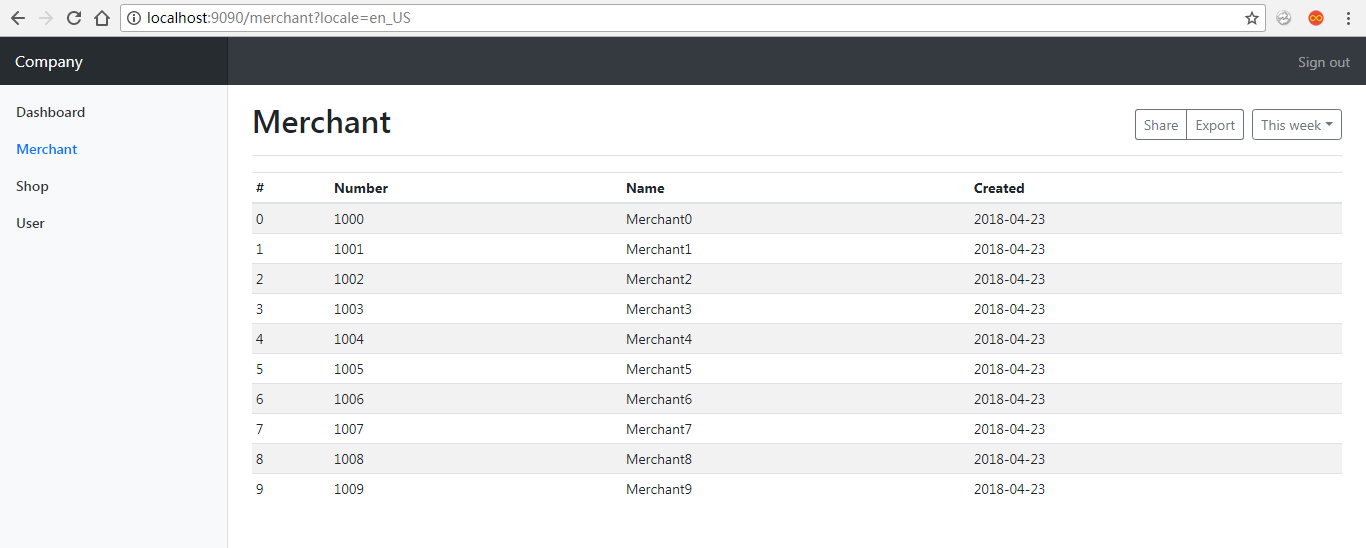 localhost:9090/merchant?locale=en_US
Company Sign out
Dashboard
Merchant
Shop
User
Merchant Share Export This week
# Number Name Created
0 1000 Merchant0 2018-04-23
1 1001 Merchant1 2018-04-23
2 1002 Merchant2 2018-04-23
3 1003 Merchant3 2018-04-23
4 1004 Merchant4 2018-04-23
5 1005 Merchant5 2018-04-23
6 1006 Merchant6 2018-04-23
7 1007 Merchant7 2018-04-23
8 1008 Merchant8 2018-04-23
9 1009 Merchant9 2018-04-23